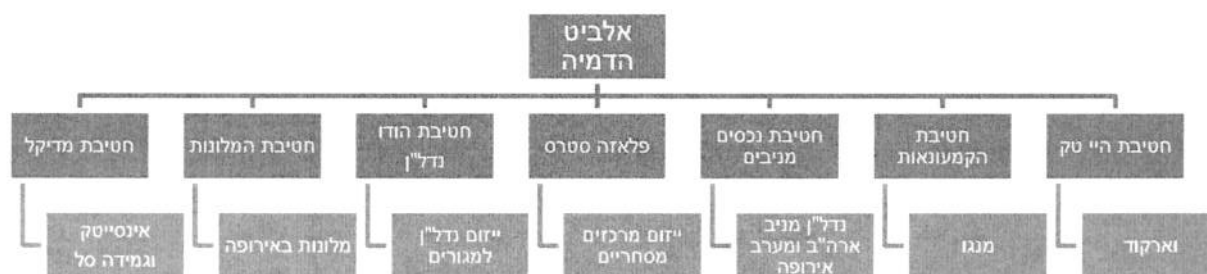 אלביט
הדמיה
חטיבת היי טק
חטיבת
הקמעונאות
חטיבת נכסים
מניבים
פלאזה סטרס
חטיבת הודו
נדל"ן
חטיבת המלונות
חטיבת מדיקל
וארקוד
מנגו
נדל"ן מניב
ארה"ב ומערב
אירופה
ייזום מרכזים
מסחריים
ייזום נדל"ן
למגורים
מלונות באירופה
אינסייטק
וגמידה סל